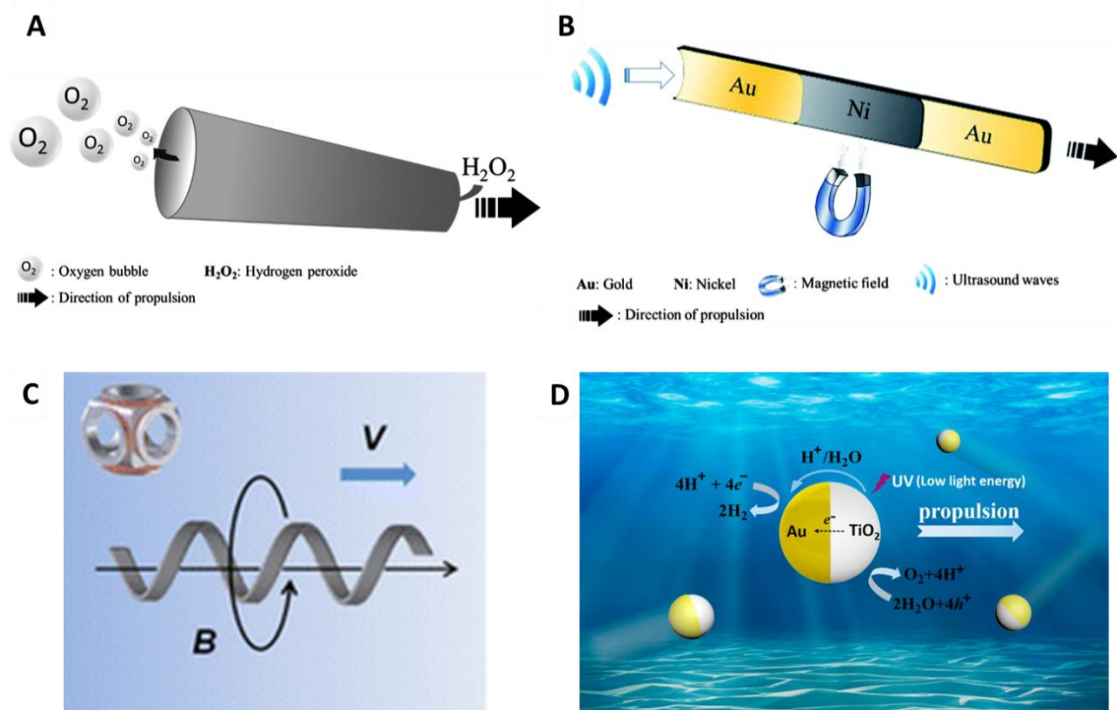 A
O₂
O₂
O₂
O₂
O₂
O₂
H₂O₂
O₂ : Oxygen bubble H₂O₂: Hydrogen peroxide
: Direction of propulsion
B
Au
Ni
Au
Au: Gold Ni: Nickel : Magnetic field : Ultrasound waves
: Direction of propulsion
C
V
B
D
H⁺/H₂O
4H⁺ + 4e⁻
2H₂
UV (Low light energy)
propulsion
e⁻
Au
TiO₂
O₂+4H⁺
2H₂O+4h⁺